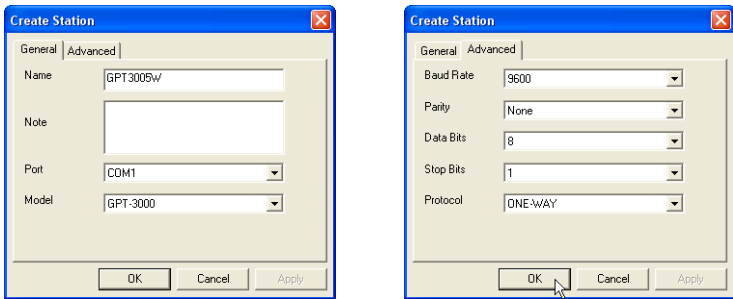 Create Station
General Advanced
Name GPT3005W
Note
Port COM1
Model GPT-3000
OK Cancel Apply
Create Station
General Advanced
Baud Rate 9600
Parity None
Data Bits 8
Stop Bits 1
Protocol ONE-WAY
OK Cancel Apply